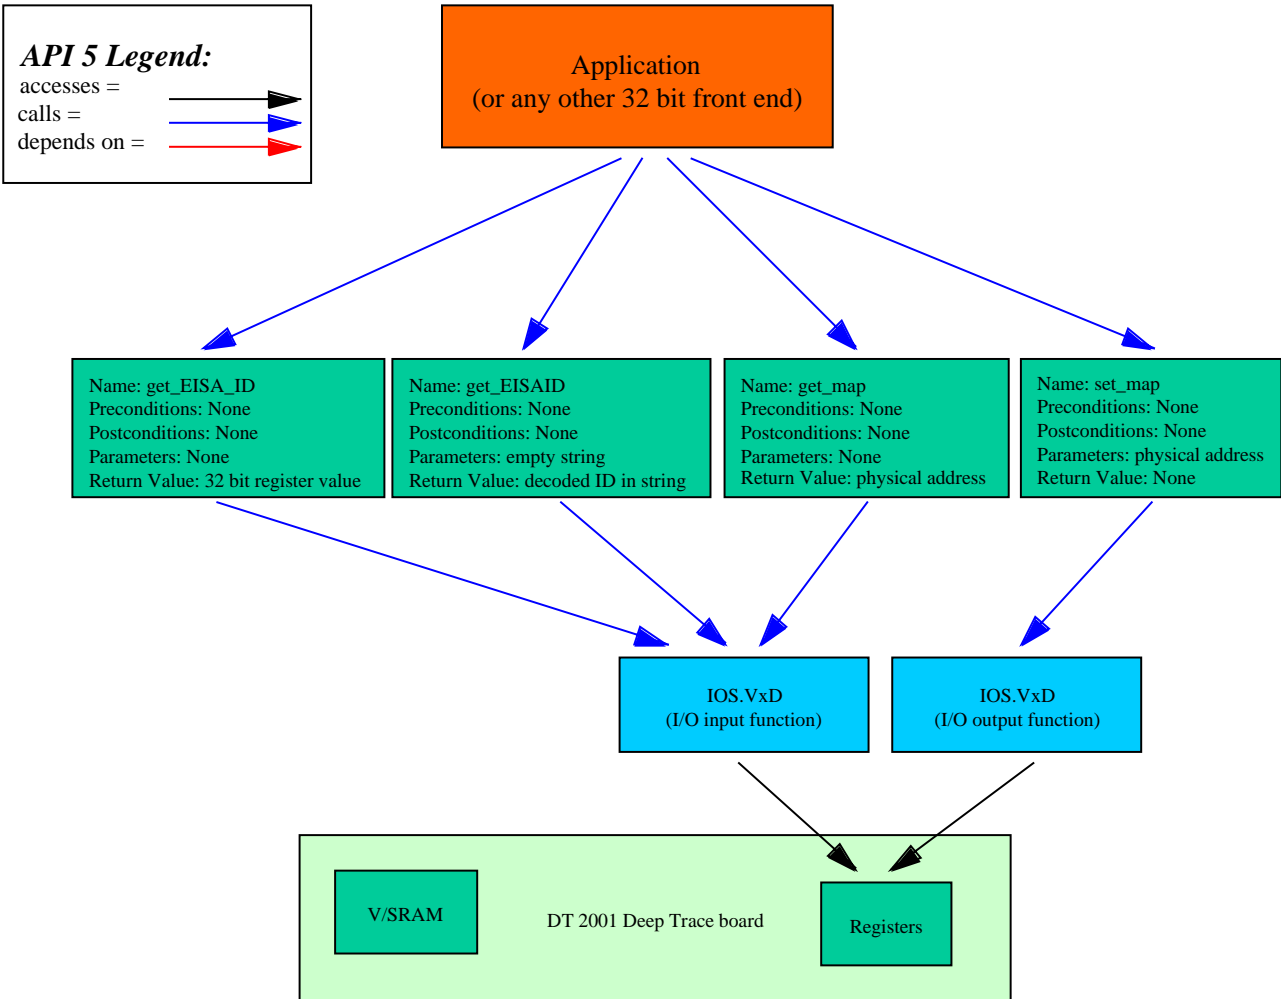 API 5 Legend:
accesses =
calls =
depends on =
Application
(or any other 32 bit front end)
Name: get_EISA_ID
Preconditions: None
Postconditions: None
Parameters: None
Return Value: 32 bit register value
Name: get_EISAID
Preconditions: None
Postconditions: None
Parameters: empty string
Return Value: decoded ID in string
Name: get_map
Preconditions: None
Postconditions: None
Parameters: None
Return Value: physical address
Name: set_map
Preconditions: None
Postconditions: None
Parameters: physical address
Return Value: None
IOS.VxD
(I/O input function)
IOS.VxD
(I/O output function)
V/SRAM
DT 2001 Deep Trace board
Registers